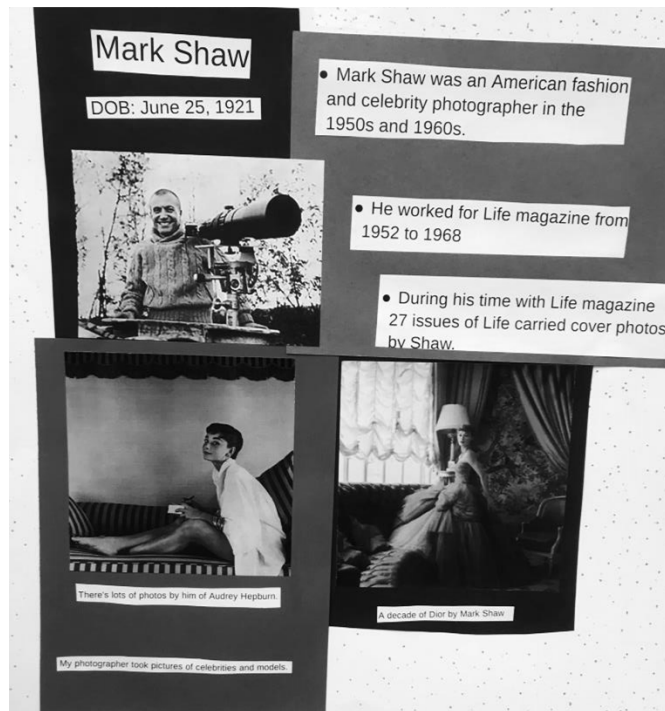 Mark Shaw
DOB: June 25, 1921
• Mark Shaw was an American fashion
and celebrity photographer in the
1950s and 1960s.
• He worked for Life magazine from
1952 to 1968
• During his time with Life magazine
27 issues of Life carried cover photos
by Shaw.
There's lots of photos by him of Audrey Hepburn.
A decade of Dior by Mark Shaw
My photographer took pictures of celebrities and models.